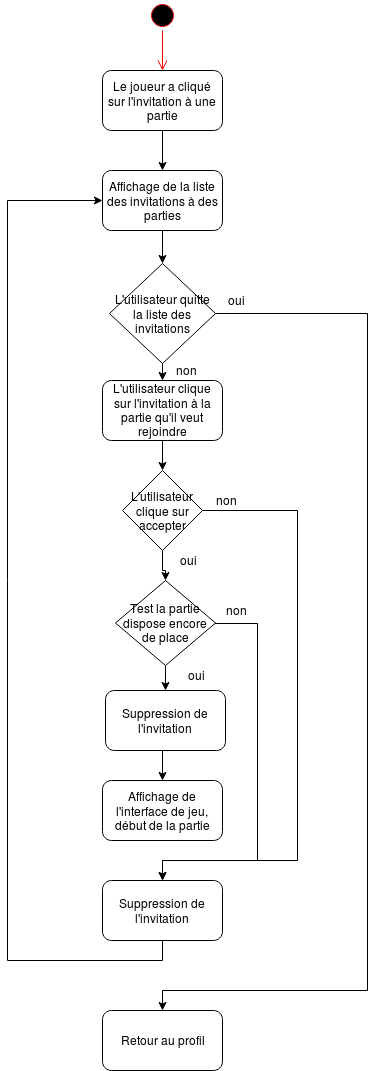 Le joueur a cliqué
sur l'invitation à une
partie
Affichage de la liste
des invitations à des
parties
L'utilisateur quitte
la liste des
invitations
oui
non
L'utilisateur clique
sur l'invitation à la
partie qu'il veut
rejoindre
L'utilisateur
clique sur
accepter
non
oui
Test la partie
dispose encore
de place
non
oui
Suppression de
l'invitation
Affichage de
l'interface de jeu,
début de la partie
Suppression de
l'invitation
Retour au profil